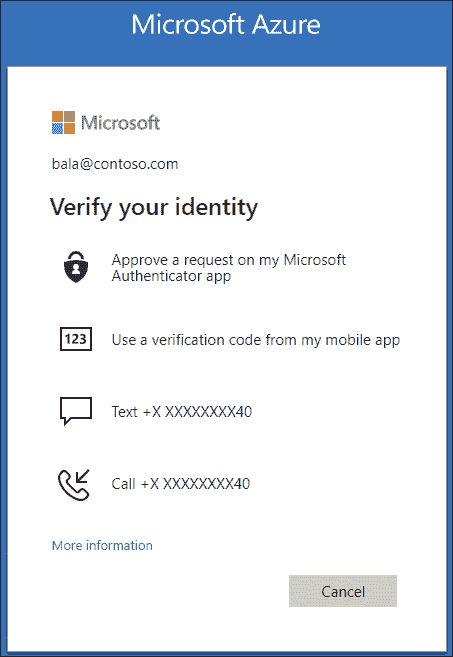 Microsoft Azure
Microsoft
bala@contoso.com
Verify your identity
Approve a request on my Microsoft
Authenticator app
123
Use a verification code from my mobile app
Text +X XXXXXXXX40
Call +X XXXXXXXX40
More information
Cancel